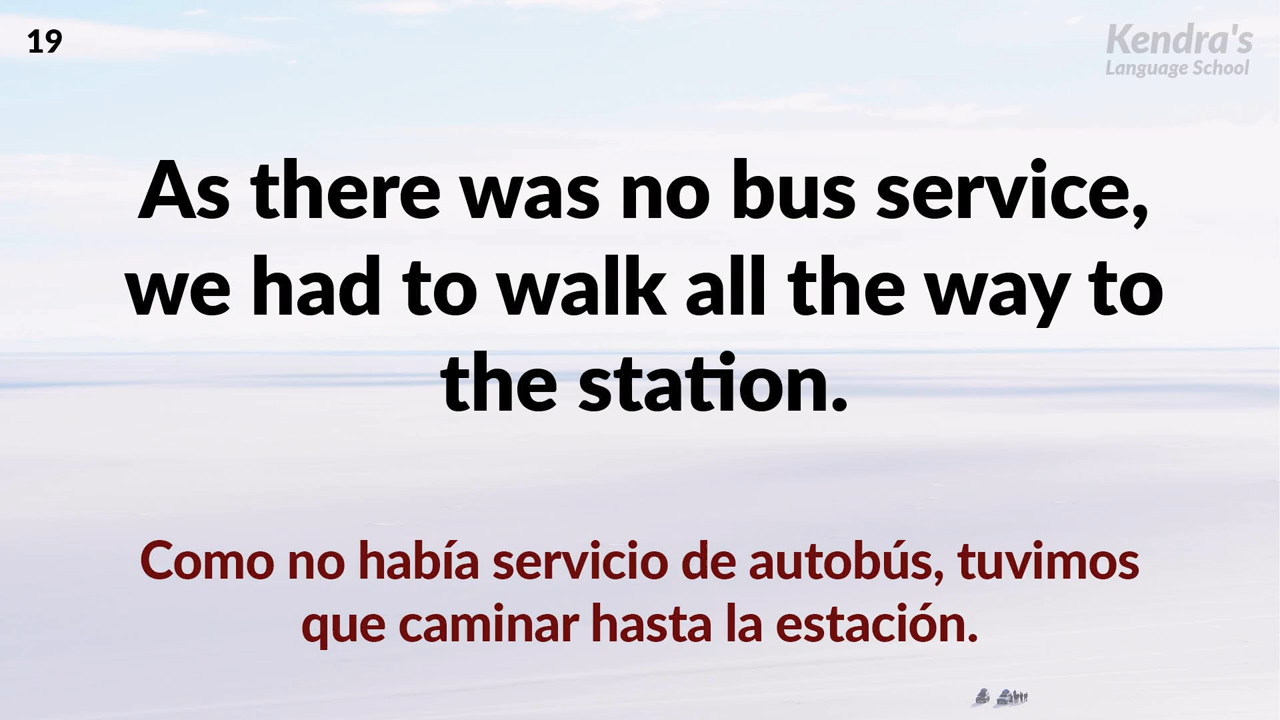 19
Kendra's
Language School
As there was no bus service,
we had to walk all the way to
the station.
Como no había servicio de autobús, tuvimos
que caminar hasta la estación.